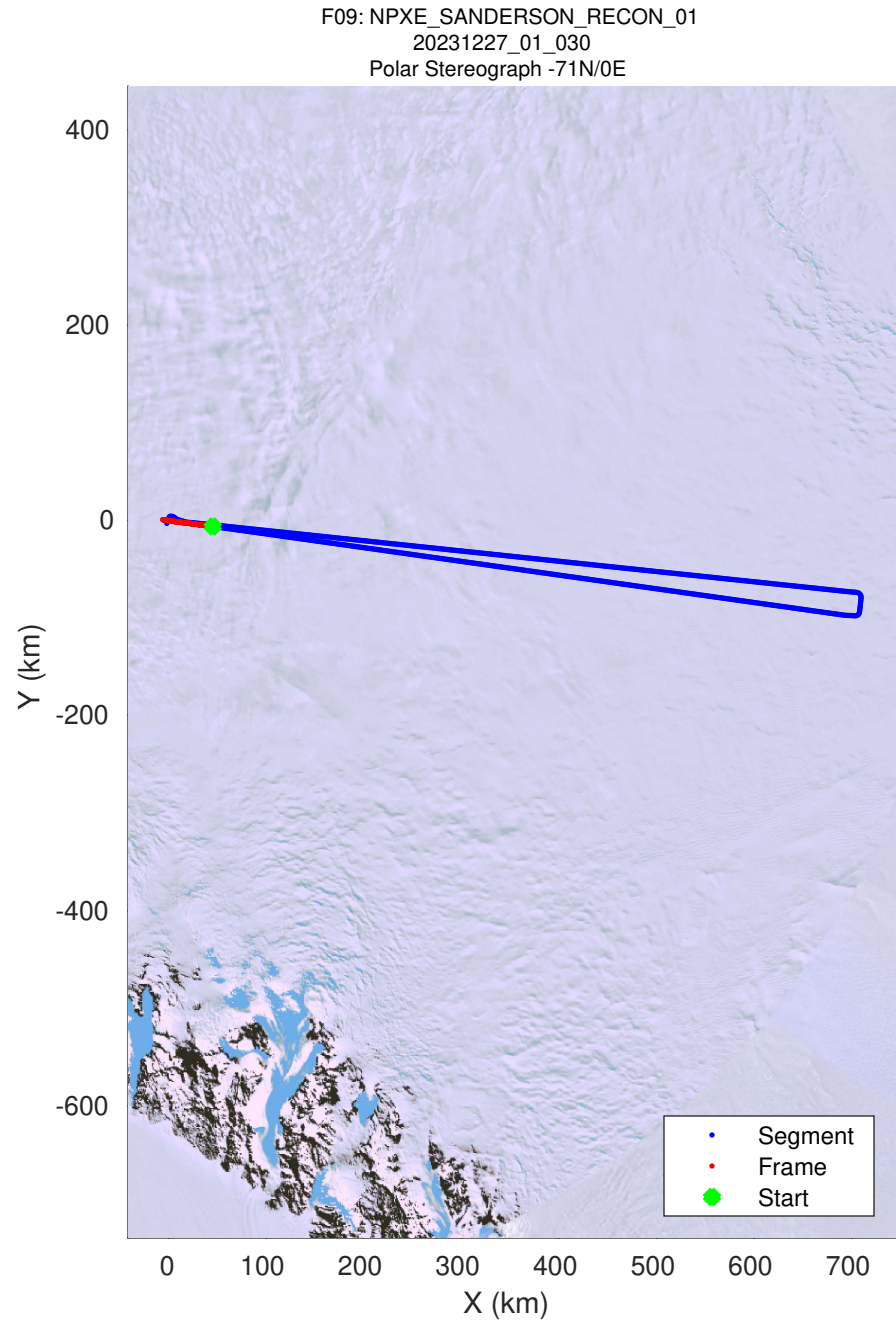 F09: NPXE_SANDERSON_RECON_01
20231227_01_030
Polar Stereograph -71N/0E
400
200
0
-200
-400
-600
Y (km)
Segment
Frame
Start
0 100 200 300 400 500 600 700
X (km)